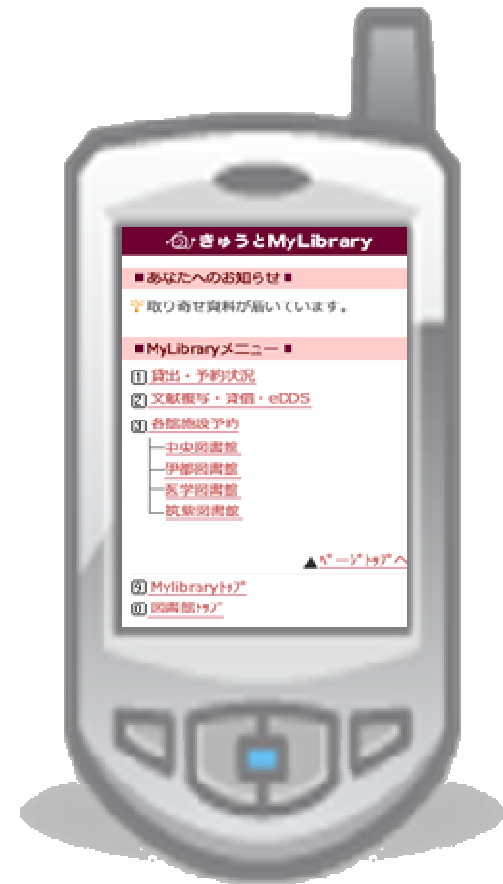 きゅうとMyLibrary
■あなたへのお知らせ■
取り寄せ資料が届いています。
■MyLibraryメニュー■
1 貸出・予約状況
2 文献複写・貸借・eDDS
3 各館施設予約
中央図書館
伊都図書館
医学図書館
筑紫図書館
▲ﾍﾟｰｼﾞﾄｯﾌﾟへ
9 Mylibraryﾄｯﾌﾟ
0 図書館ﾄｯﾌﾟ